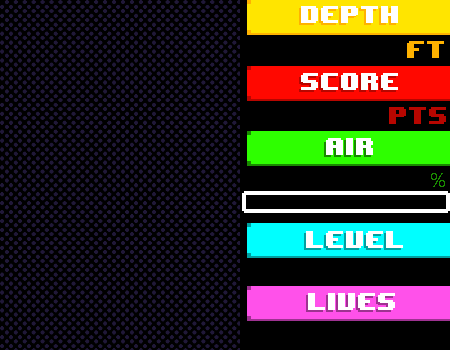 DEPTH
FT
SCORE
PTS
AIR
%
LEVEL
LIVES